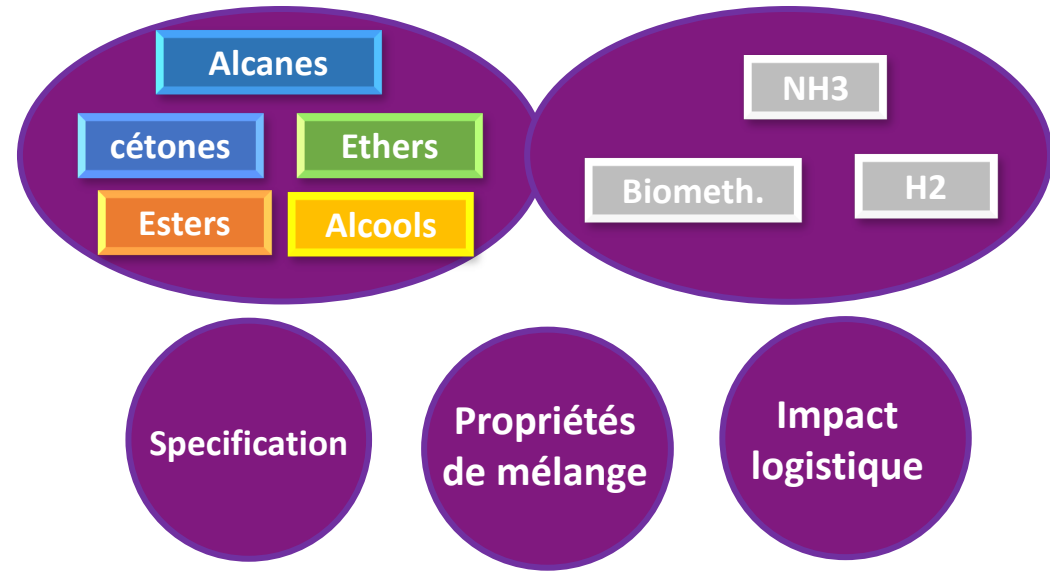 Alcanes
cétones
Ethers
Esters
Alcools
NH3
Biometh.
H2
Specification
Propriétés
de mélange
Impact
logistique